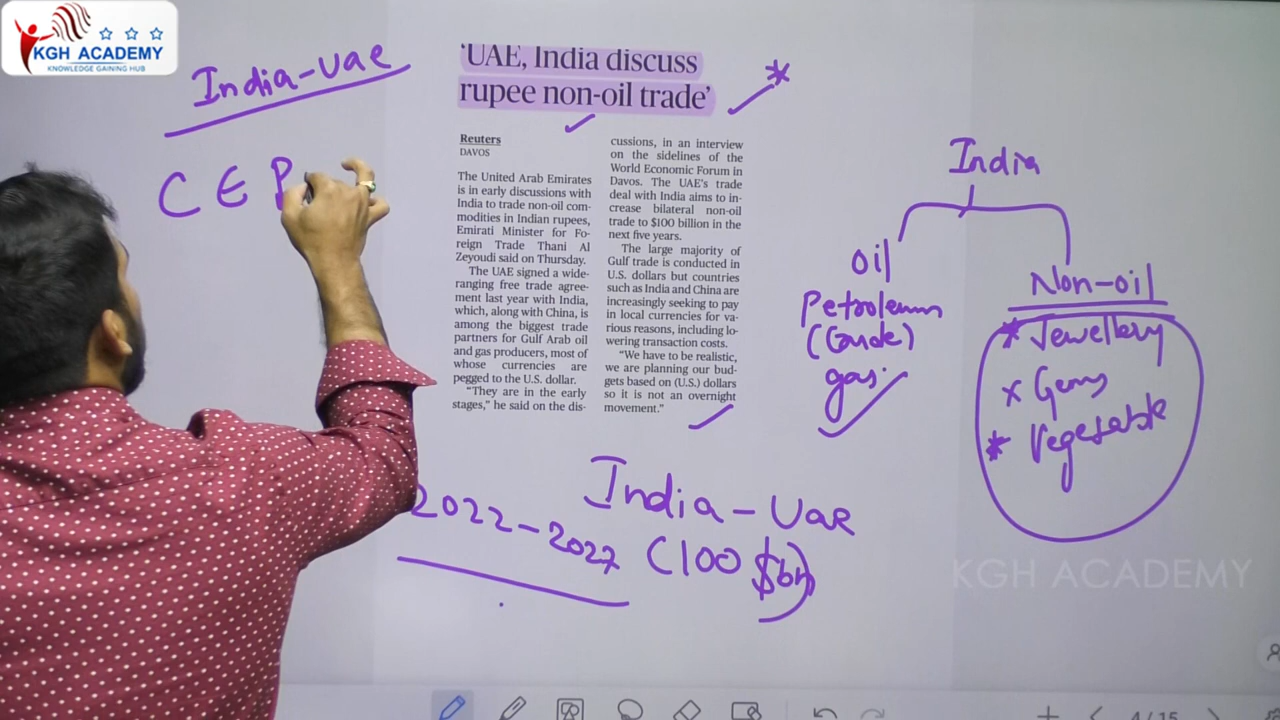 KGH ACADEMY
KNOWLEDGE GAINING HUB
India-Uae
C E P
'UAE, India discuss
rupee non-oil trade'
Reuters
DAVOS
The United Arab Emirates
is in early discussions with
India to trade non-oil com-
modities in Indian rupees,
Emirati Minister for Fo-
reign Trade Thani Al
Zeyoudi said on Thursday.
The UAE signed a wide-
ranging free trade agree-
ment last year with India,
which, along with China, is
among the biggest trade
partners for Gulf Arab oil
and gas producers, most of
whose currencies are
pegged to the U.S. dollar.
"They are in the early
stages," he said on the dis-
cussions, in an interview
on the sidelines of the
World Economic Forum in
Davos. The UAE's trade
deal with India aims to in-
crease bilateral non-oil
trade to $100 billion in the
next five years.
The large majority of
Gulf trade is conducted in
U.S. dollars but countries
such as India and China are
increasingly seeking to pay
in local currencies for va-
rious reasons, including lo-
wering transaction costs.
"We have to be realistic,
we are planning our bud-
gets based on (U.S.) dollars
so it is not an overnight
movement."
India
Oil
Petroleum
(Crude)
gas.
Non-oil
* Jewellery
x Gems
* Vegetable
India-Uae
2022-2027 (100 $bn)
KGH ACADEMY
4/15